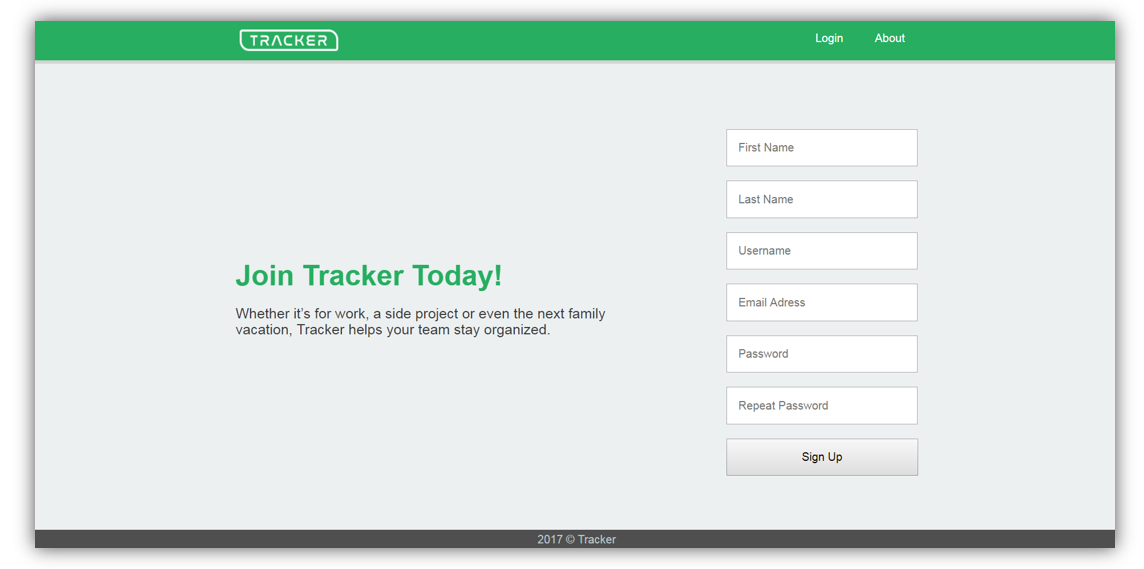 TRACKER
Login
About
Join Tracker Today!
Whether it's for work, a side project or even the next family
vacation, Tracker helps your team stay organized.
First Name
Last Name
Username
Email Adress
Password
Repeat Password
Sign Up
2017 © Tracker